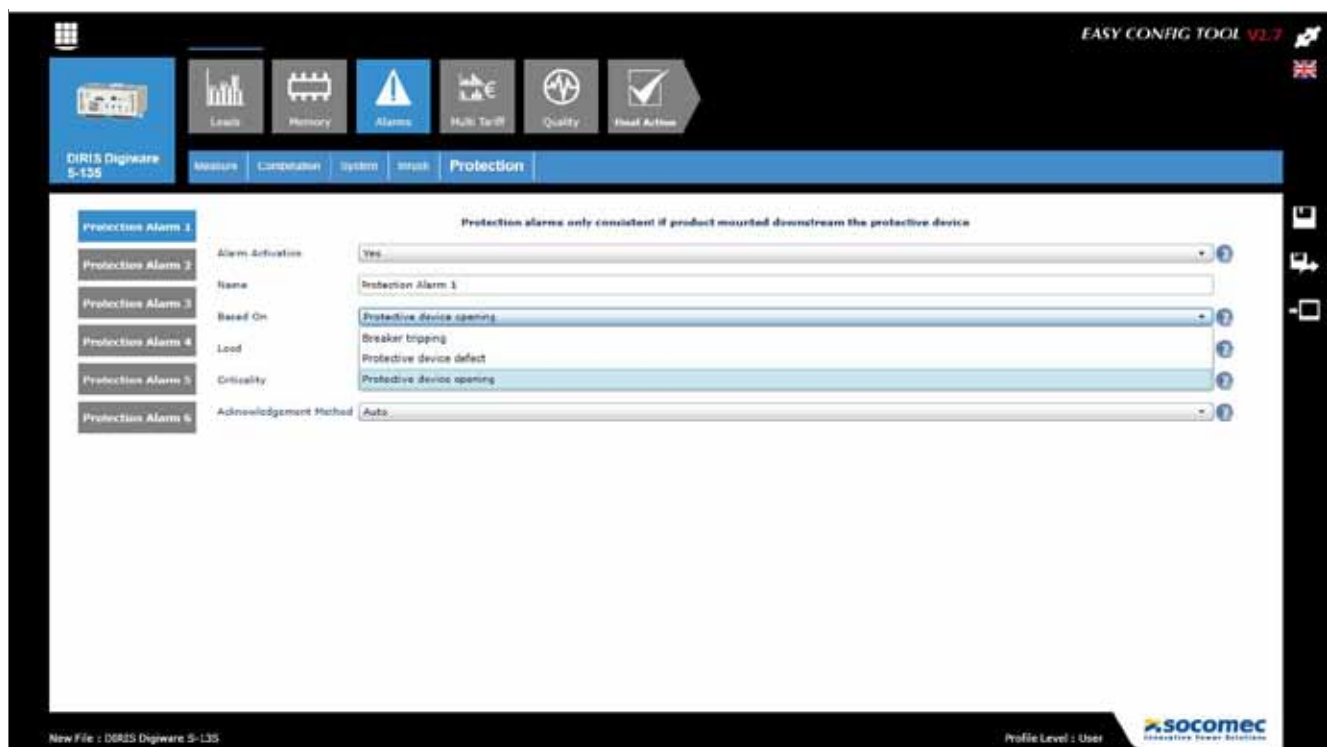 EASY CONFIG TOOL V2.7
Loads
Memory
Alarms
Multi Tariff
Quality
Final Action
DIRIS Digiware
S-135
Measure
Combination
System
Inrush
Protection
Protection alarms only consistent if product mounted downstream the protective device
Protection Alarm 1
Protection Alarm 2
Protection Alarm 3
Protection Alarm 4
Protection Alarm 5
Protection Alarm 6
Alarm Activation
Yes
Name
Protection Alarm 1
Based On
Protective device opening
Breaker tripping
Protective device defect
Protective device opening
Load
Criticality
Acknowledgement Method
Auto
New File : DIRIS Digiware S-135
Profile Level : User
socomec
Innovative Power Solutions